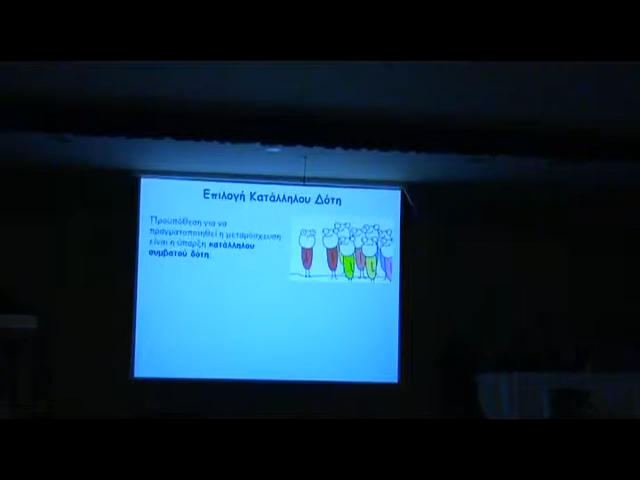 Επιλογή Κατάλληλου Δότη
Προϋπόθεση για να
πραγματοποιηθεί η μεταμόσχευση
είναι η ύπαρξη κατάλληλου
συμβατού δότη.